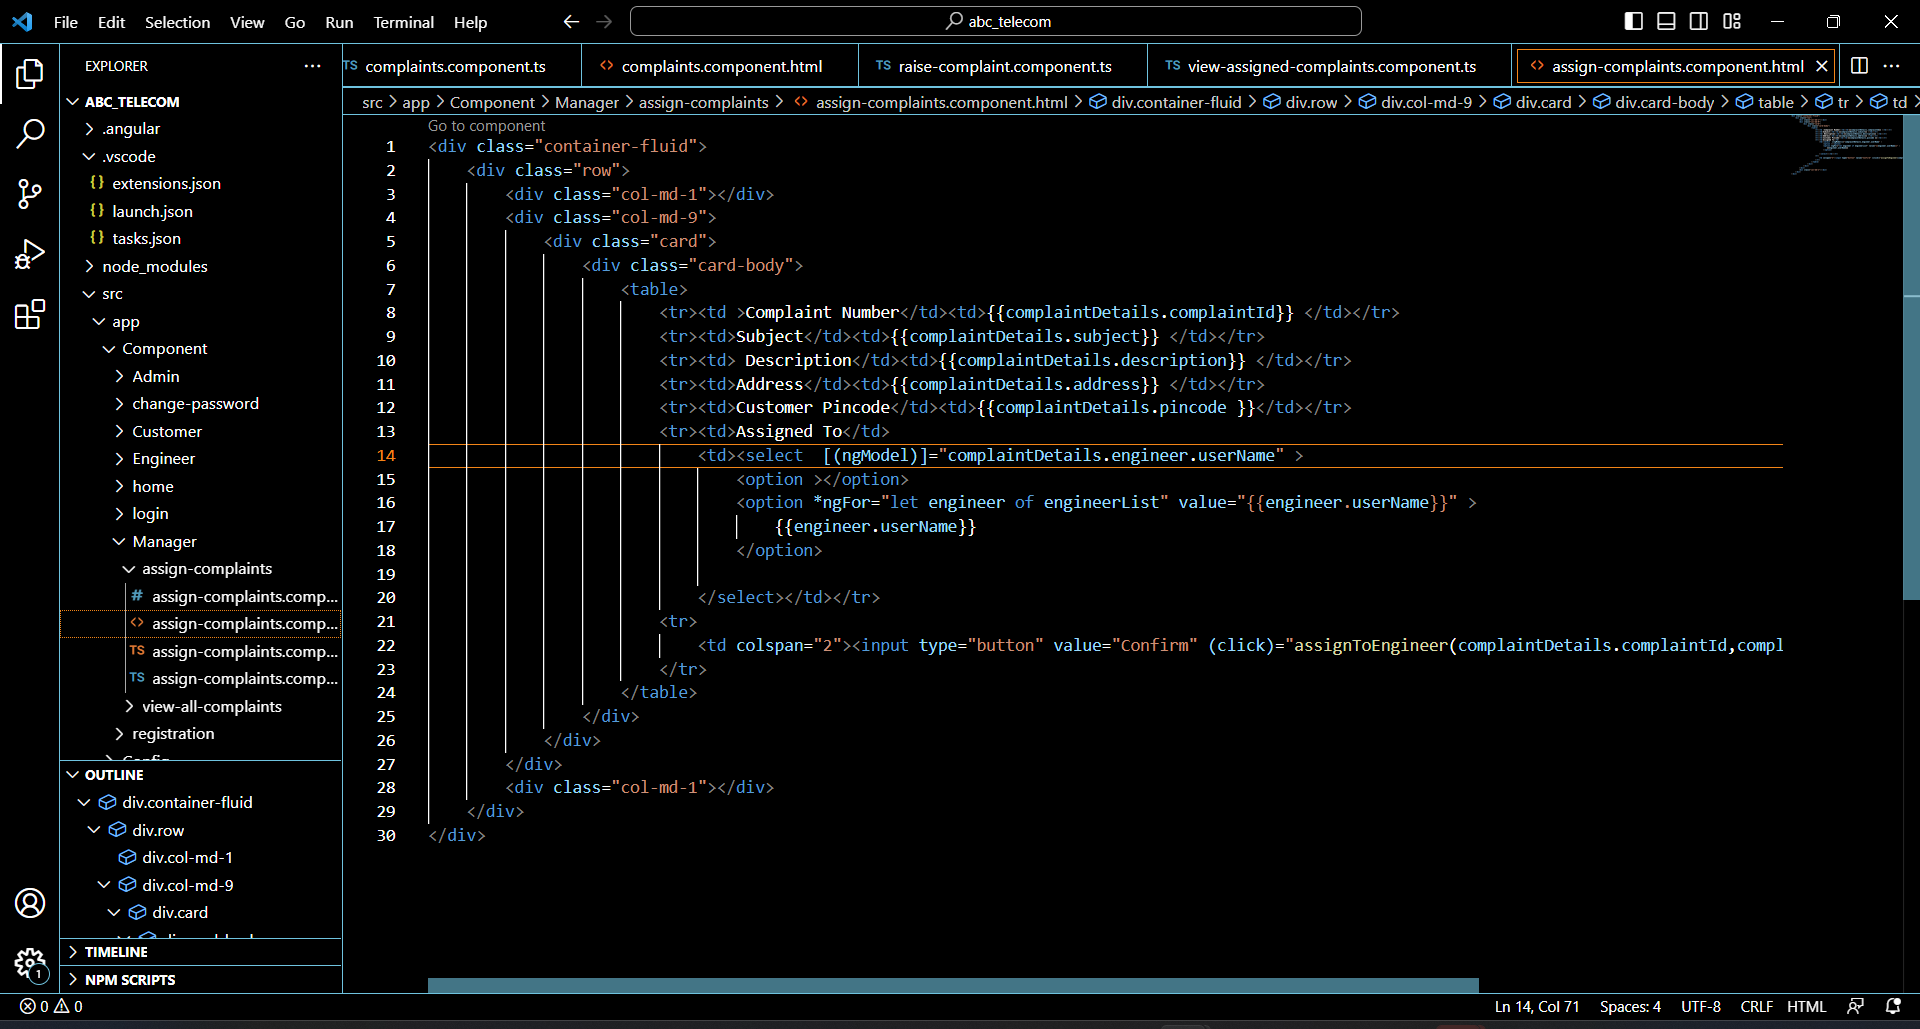 File Edit Selection View Go Run Terminal Help
abc_telecom
EXPLORER
TS complaints.component.ts
<> complaints.component.html
TS raise-complaint.component.ts
TS view-assigned-complaints.component.ts
<> assign-complaints.component.html
src > app > Component > Manager > assign-complaints > <> assign-complaints.component.html > div.container-fluid > div.row > div.col-md-9 > div.card > div.card-body > table > tr > td >
ABC_TELECOM
.angular
.vscode
{} extensions.json
{} launch.json
{} tasks.json
node_modules
src
app
Component
Admin
change-password
Customer
Engineer
home
login
Manager
assign-complaints
# assign-complaints.comp...
<> assign-complaints.comp...
TS assign-complaints.comp...
TS assign-complaints.comp...
view-all-complaints
registration
Config
OUTLINE
div.container-fluid
div.row
div.col-md-1
div.col-md-9
div.card
TIMELINE
NPM SCRIPTS
Go to component
1 <div class="container-fluid">
2 <div class="row">
3 <div class="col-md-1"></div>
4 <div class="col-md-9">
5 <div class="card">
6 <div class="card-body">
7 <table>
8 <tr><td >Complaint Number</td><td>{{complaintDetails.complaintId}} </td></tr>
9 <tr><td>Subject</td><td>{{complaintDetails.subject}} </td></tr>
10 <tr><td> Description</td><td>{{complaintDetails.description}} </td></tr>
11 <tr><td>Address</td><td>{{complaintDetails.address}} </td></tr>
12 <tr><td>Customer Pincode</td><td>{{complaintDetails.pincode }}</td></tr>
13 <tr><td>Assigned To</td>
14 <td><select  [(ngModel)]="complaintDetails.engineer.userName" >
15 <option ></option>
16 <option *ngFor="let engineer of engineerList" value="{{engineer.userName}}" >
17 {{engineer.userName}}
18 </option>
19
20 </select></td></tr>
21 <tr>
22 <td colspan="2"><input type="button" value="Confirm" (click)="assignToEngineer(complaintDetails.complaintId,compl
23 </tr>
24 </table>
25 </div>
26 </div>
27 </div>
28 <div class="col-md-1"></div>
29 </div>
30 </div>
1
0 0
Ln 14, Col 71 Spaces: 4 UTF-8 CRLF HTML